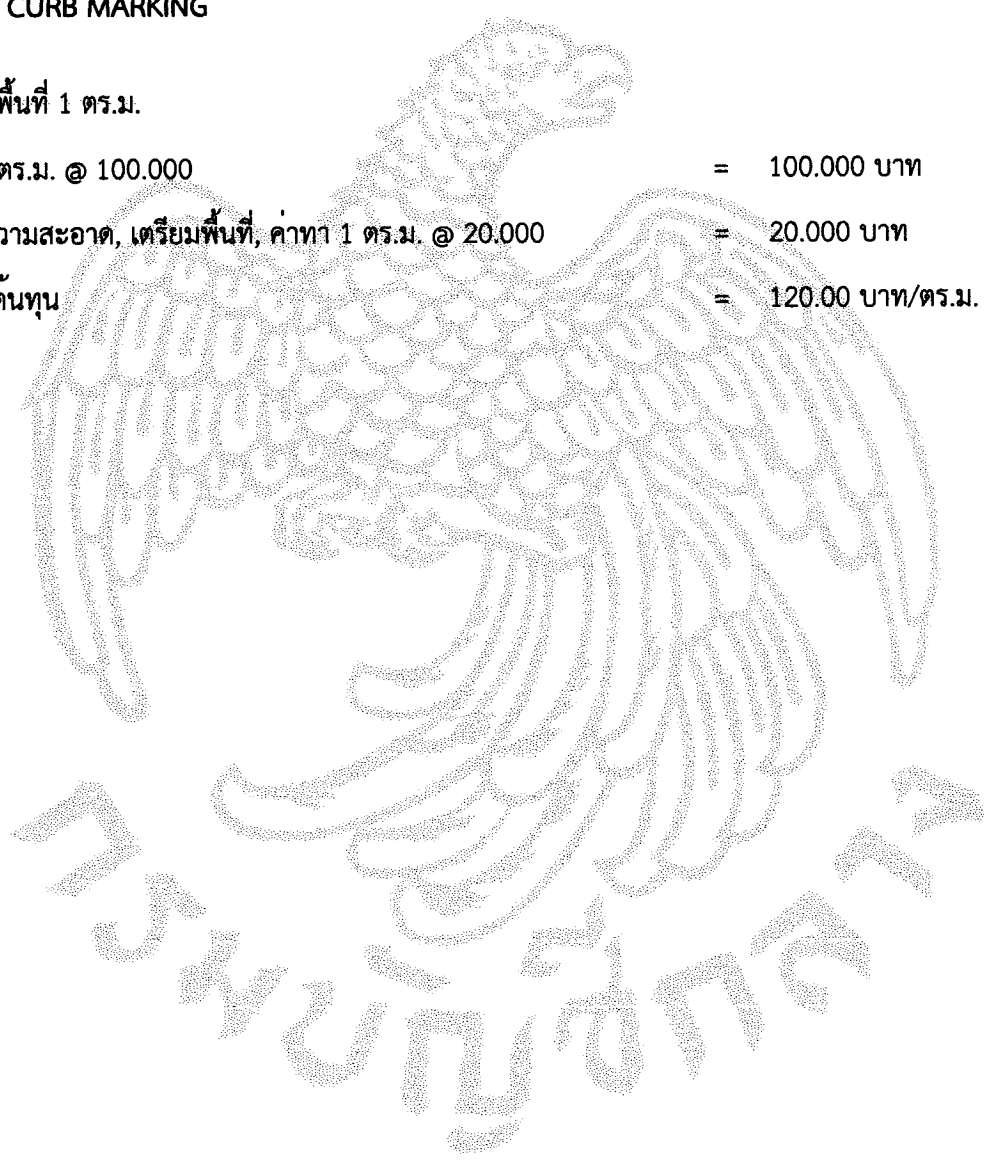 CURB MARKING
พื้นที่ 1 ตร.ม.
ตร.ม. @ 100.000 = 100.000 บาท
วามสะอาด, เตรียมพื้นที่, ค่าทา 1 ตร.ม. @ 20.000 = 20.000 บาท
ต้นทุน = 120.00 บาท/ตร.ม.
กรมบัญชีกลาง